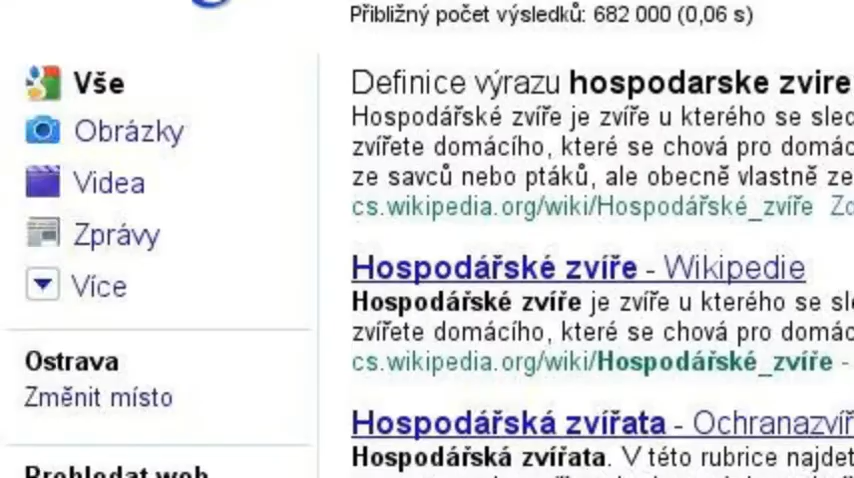 Přibližný počet výsledků: 682 000 (0,06 s)
Vše
Obrázky
Videa
Zprávy
Více
Ostrava
Změnit místo
Prohledat web
Definice výrazu hospodarske zvire
Hospodářské zvíře je zvíře u kterého se sled
zvířete domácího, které se chová pro domác
ze savců nebo ptáků, ale obecně vlastně ze
cs.wikipedia.org/wiki/Hospodářské_zvíře Zd
Hospodářské zvíře - Wikipedie
Hospodářské zvíře je zvíře u kterého se sle
zvířete domácího, které se chová pro domác
cs.wikipedia.org/wiki/Hospodářské_zvíře -
Hospodářská zvířata - Ochranazvíř
Hospodářská zvířata. V této rubrice najdet